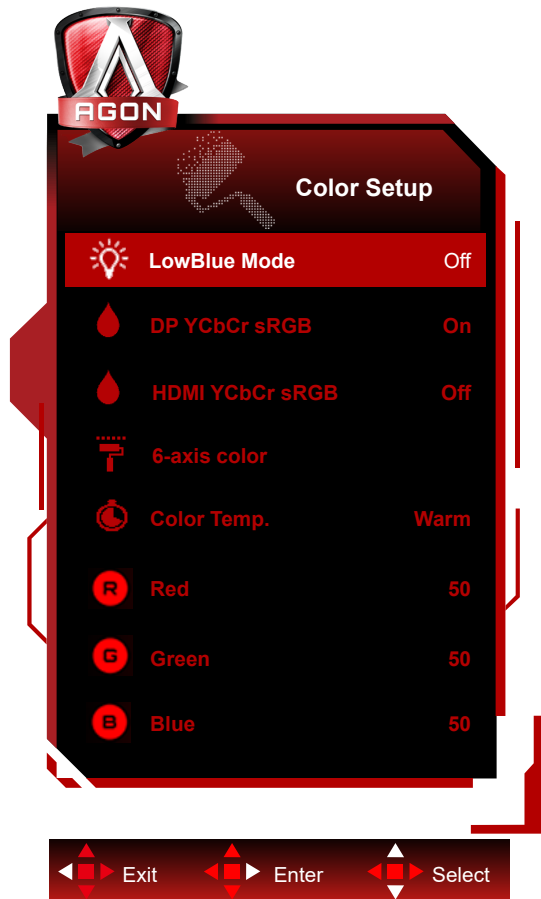 AGON
Color Setup
LowBlue Mode Off
DP YCbCr sRGB On
HDMI YCbCr sRGB Off
6-axis color
Color Temp. Warm
R Red 50
G Green 50
B Blue 50
Exit Enter Select